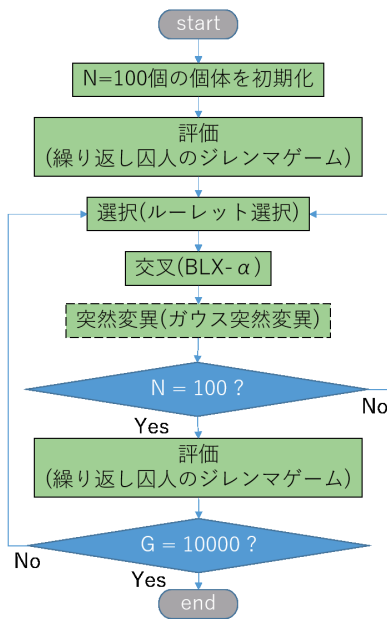 start
N=100個の個体を初期化
評価
(繰り返し囚人のジレンマゲーム)
選択(ルーレット選択)
交叉(BLX-α)
突然変異(ガウス突然変異)
N = 100 ?
No
Yes
評価
(繰り返し囚人のジレンマゲーム)
G = 10000 ?
No
Yes
end